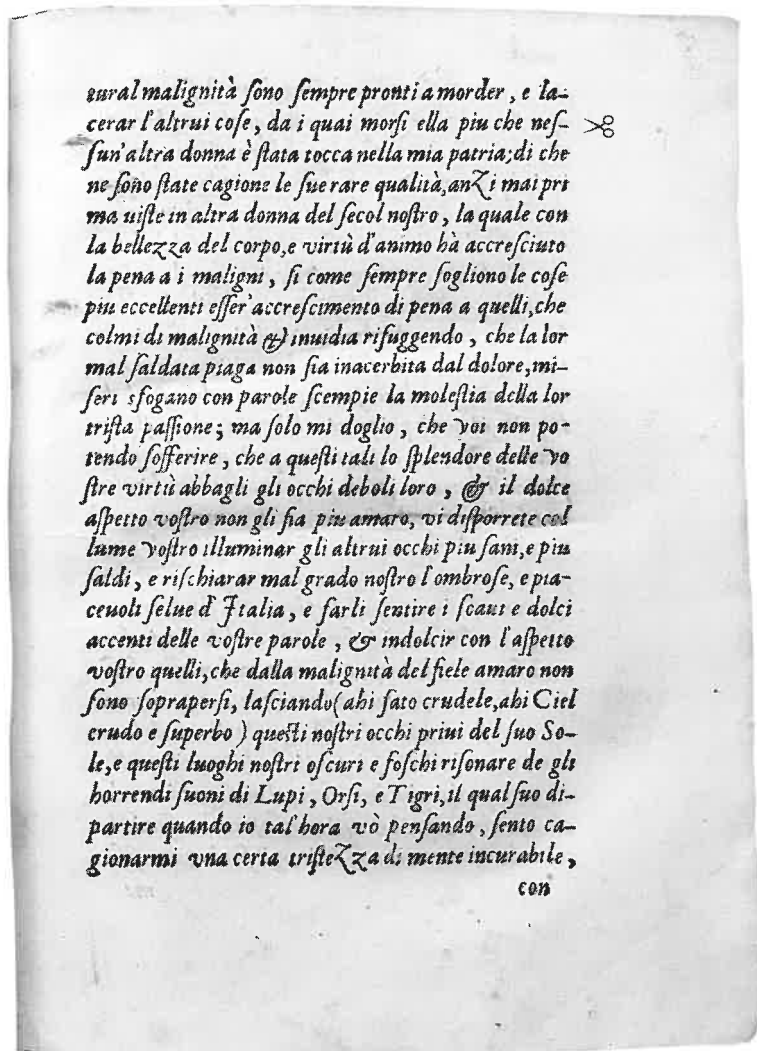 tural malignità sono sempre pronti a morder, e la-
cerar l'altrui cose, da i quai morsi ella piu che nes-
sun'altra donna è stata tocca nella mia patria; di che
ne sono state cagione le sue rare qualità, anzi mai pri
ma uiste in altra donna del secol nostro, la quale con
la bellezza del corpo, e virtù d'animo hà accresciuto
la pena a i maligni, si come sempre sogliono le cose
piu eccellenti esser'accrescimento di pena a quelli, che
colmi di malignità & inuidia rifuggendo, che la lor
mal saldata piaga non sia inacerbita dal dolore, mi-
seri sfogano con parole scempie la molestia della lor
trista passione; ma solo mi doglio, che voi non po-
tendo sofferire, che a questi tali lo splendore delle vo
stre virtù abbagli gli occhi deboli loro, & il dolce
aspetto vostro non gli sia piu amaro, vi disporrete col
lume vostro illuminar gli altrui occhi piu sani, e piu
saldi, e rischiarar mal grado nostro l'ombrose, e pia-
ceuoli selue d'Italia, e farli sentire i scaui e dolci
accenti delle vostre parole, & indolcir con l'aspetto
vostro quelli, che dalla malignità del fiele amaro non
sono sopraspersi, lasciando (ahi fato crudele, ahi Ciel
crudo e superbo) questi nostri occhi priui del suo So-
le, e questi luoghi nostri oscuri e foschi risonare de gli
horrendi suoni di Lupi, Orsi, e Tigri, il qual suo di-
partire quando io tal'hora vò pensando, sento ca-
gionarmi vna certa tristezza di mente incurabile,
con